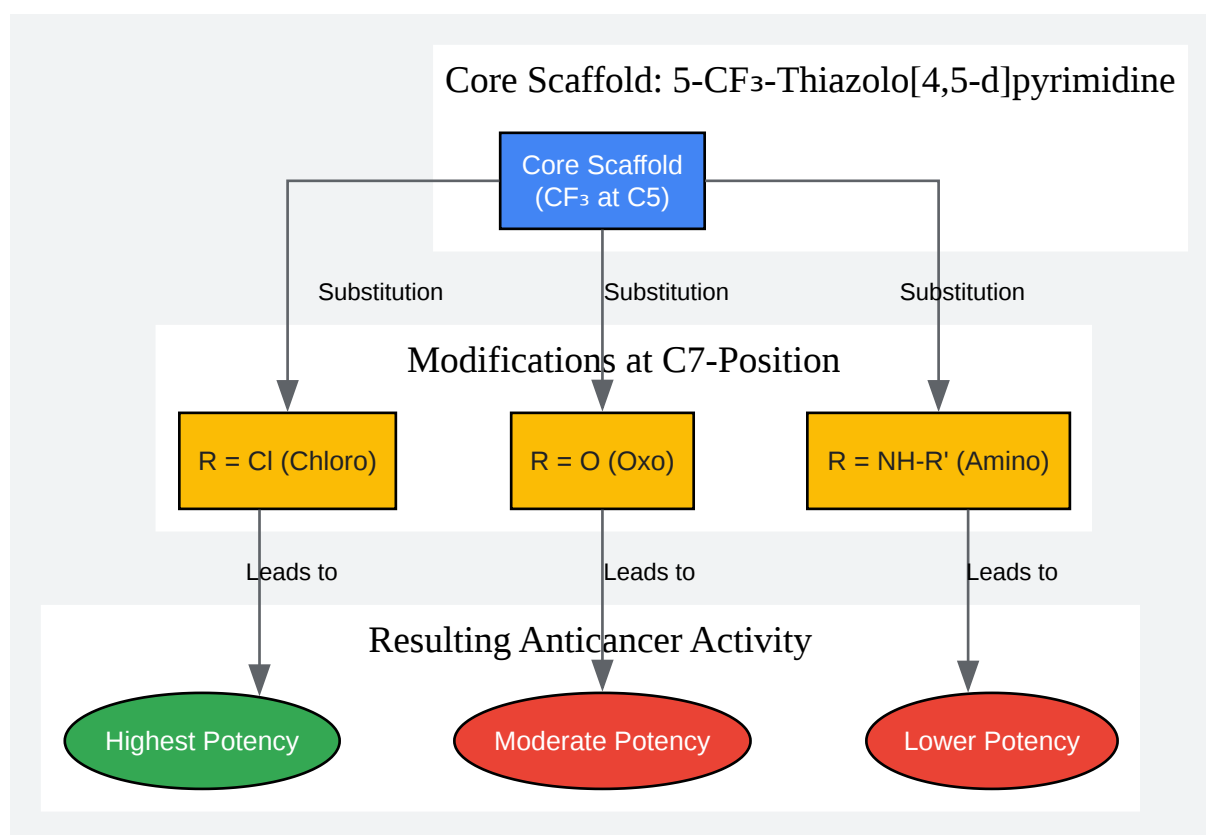 Core Scaffold: 5-CF₃-Thiazolo[4,5-d]pyrimidine
Core Scaffold
(CF₃ at C5)
Substitution
Substitution
Substitution
Modifications at C7-Position
R = Cl (Chloro)
R = O (Oxo)
R = NH-R' (Amino)
Leads to
Leads to
Leads to
Resulting Anticancer Activity
Highest Potency
Moderate Potency
Lower Potency